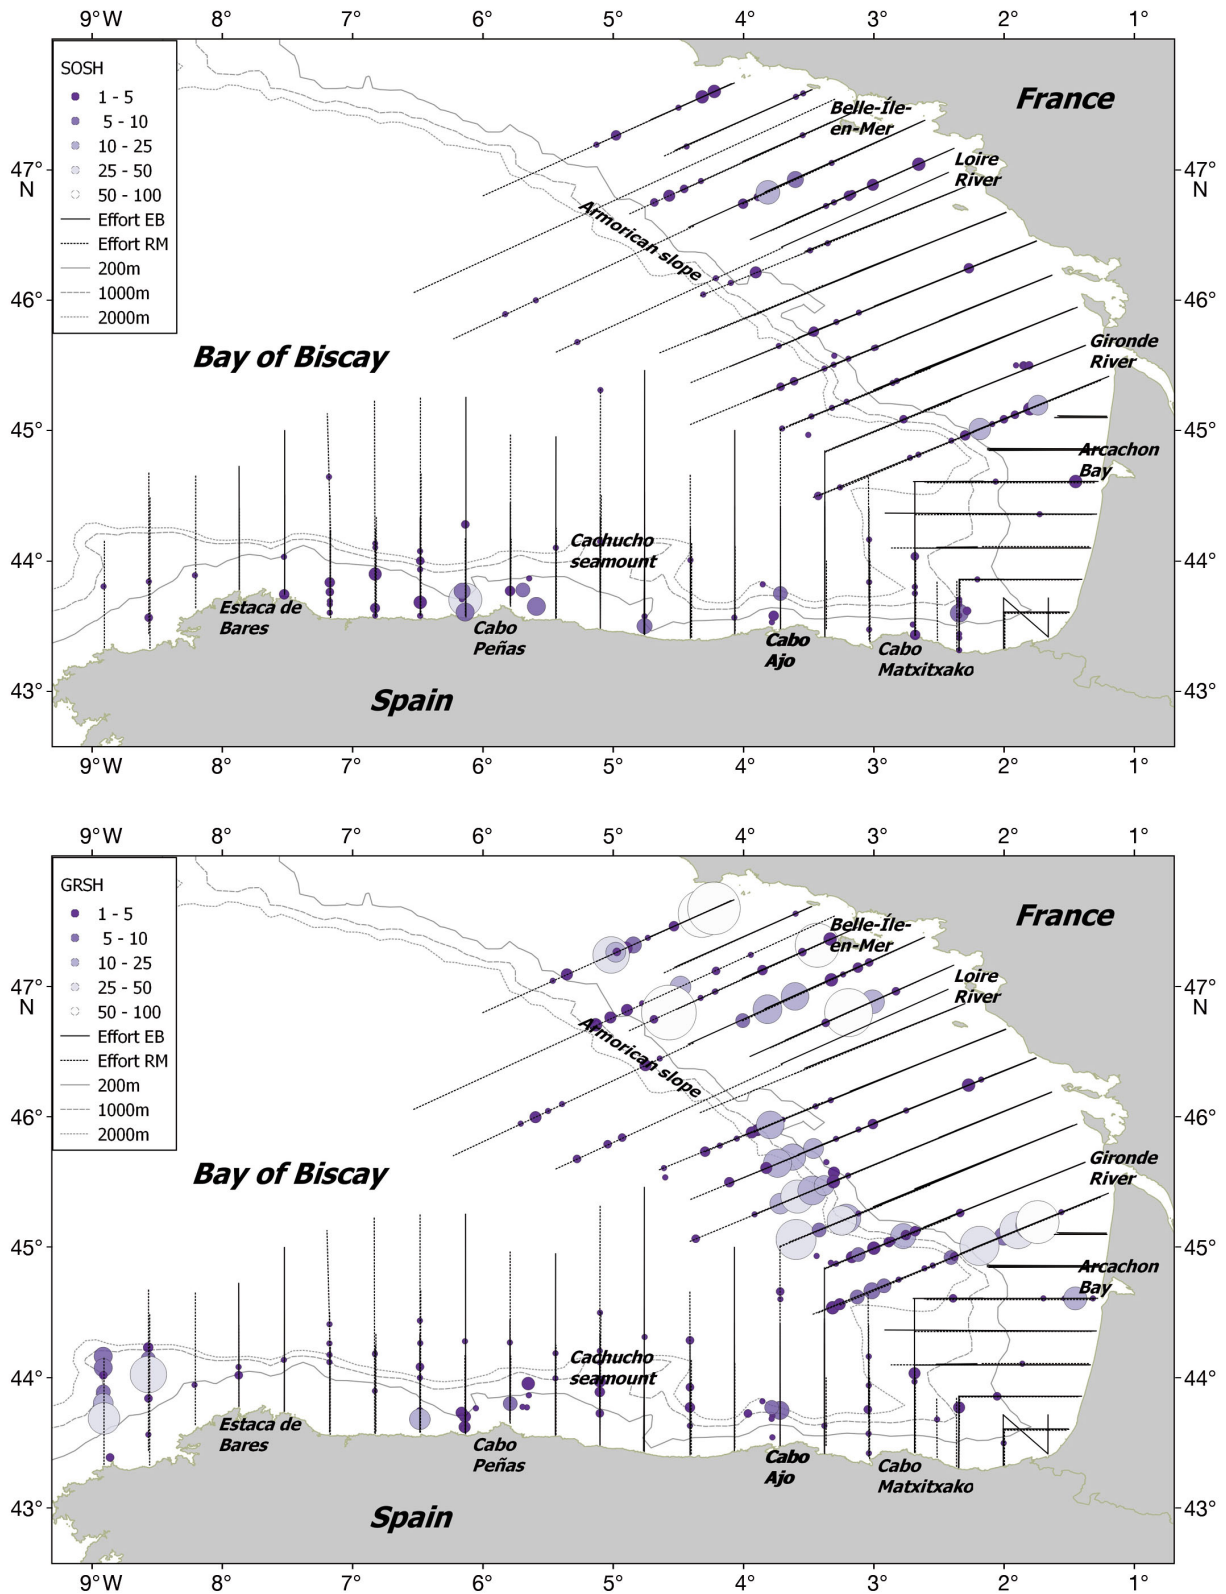 9°W 8° 7° 6° 5° 4° 3° 2° 1°
SOSH
1 - 5
5 - 10
10 - 25
25 - 50
50 - 100
Effort EB
Effort RM
200m
1000m
2000m
France
Belle-Île-
en-Mer
Loire
River
47°
N
47°
N
Armorican slope
46°
46°
Bay of Biscay
Gironde
River
45°
45°
Arcachon
Bay
44°
44°
Cachucho
seamount
Estaca de
Bares
Cabo
Peñas
Cabo
Ajo
Cabo
Matxitxako
43°
43°
Spain
9°W 8° 7° 6° 5° 4° 3° 2° 1°
9°W 8° 7° 6° 5° 4° 3° 2° 1°
GRSH
1 - 5
5 - 10
10 - 25
25 - 50
50 - 100
Effort EB
Effort RM
200m
1000m
2000m
France
Belle-Île-
en-Mer
Loire
River
47°
N
47°
N
Armorican slope
46°
46°
Bay of Biscay
Gironde
River
45°
45°
Arcachon
Bay
44°
44°
Cachucho
seamount
Estaca de
Bares
Cabo
Peñas
Cabo
Ajo
Cabo
Matxitxako
43°
43°
Spain
9°W 8° 7° 6° 5° 4° 3° 2° 1°